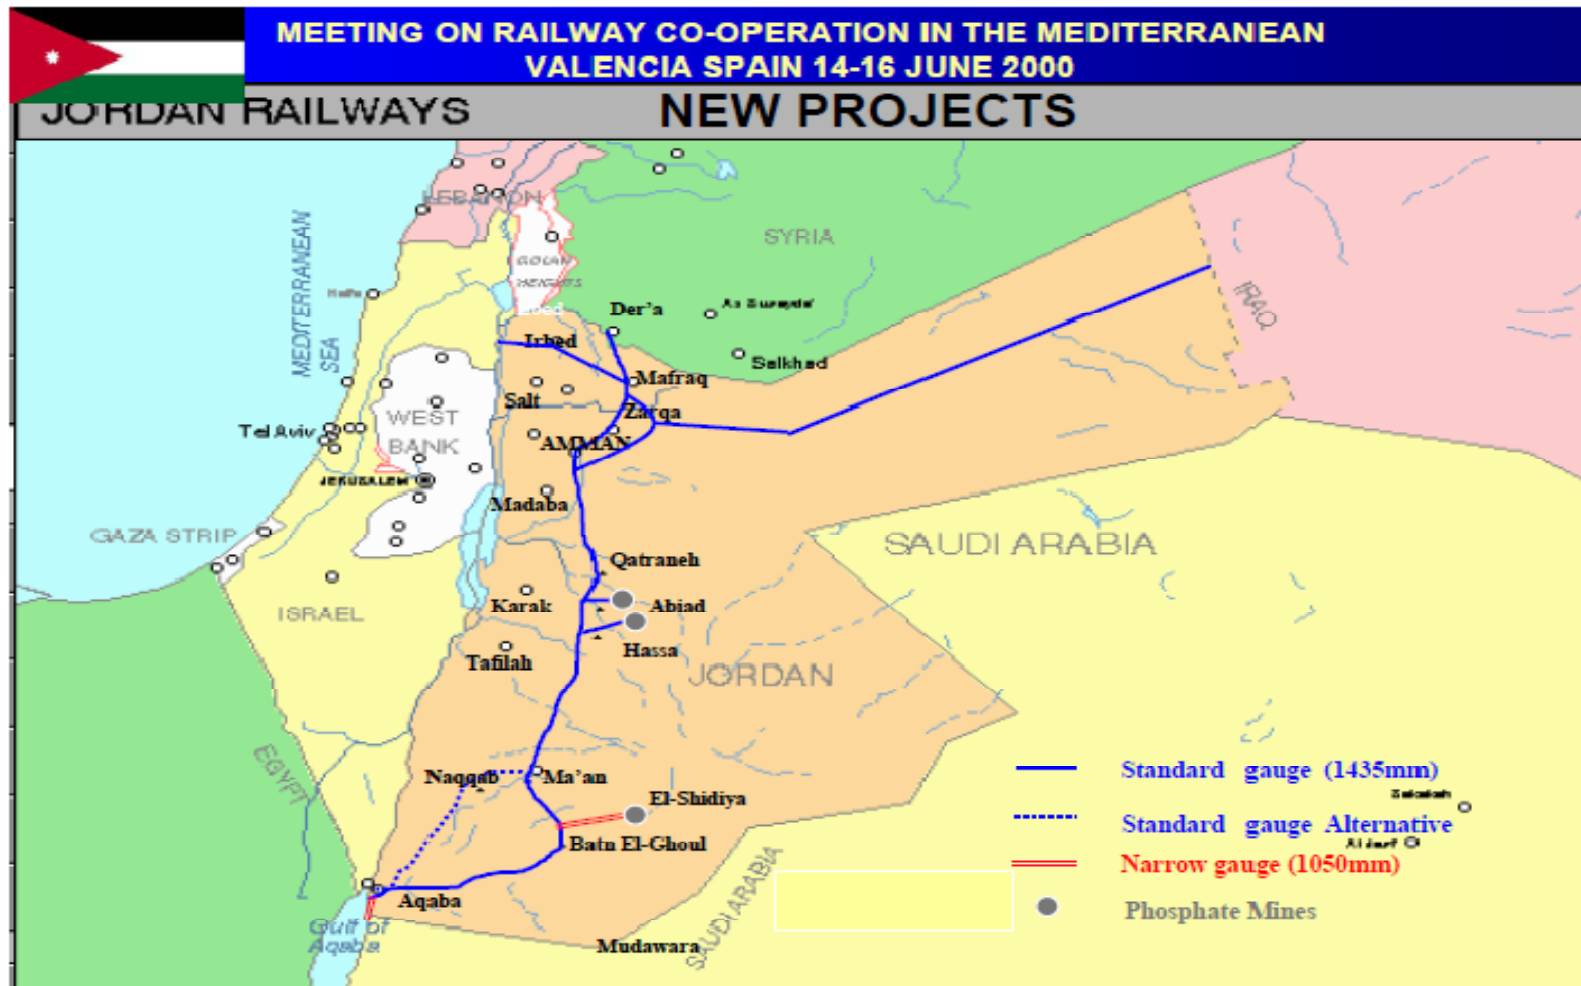 MEETING ON RAILWAY CO-OPERATION IN THE MEDITERRANEAN
VALENCIA SPAIN 14-16 JUNE 2000
JORDAN RAILWAYS
NEW PROJECTS
LEBANON
SYRIA
MEDITERRANEAN
SEA
GOLAN
HEIGHTS
Haifa
Der'a
As Suwayda'
IRAQ
Irbed
Salkhad
Mafraq
Salt
Zarqa
WEST
BANK
Tel Aviv
AMMAN
JERUSALEM
Madaba
GAZA STRIP
SAUDI ARABIA
Qatraneh
Karak
Abiad
ISRAEL
Hassa
Tafilah
JORDAN
EGYPT
Naqqab
Ma'an
El-Shidiya
Batn El-Ghoul
Aqaba
Gulf of
Aqaba
Mudawara
SAUDI ARABIA
Standard gauge (1435mm)
Standard gauge Alternative
Narrow gauge (1050mm)
Phosphate Mines